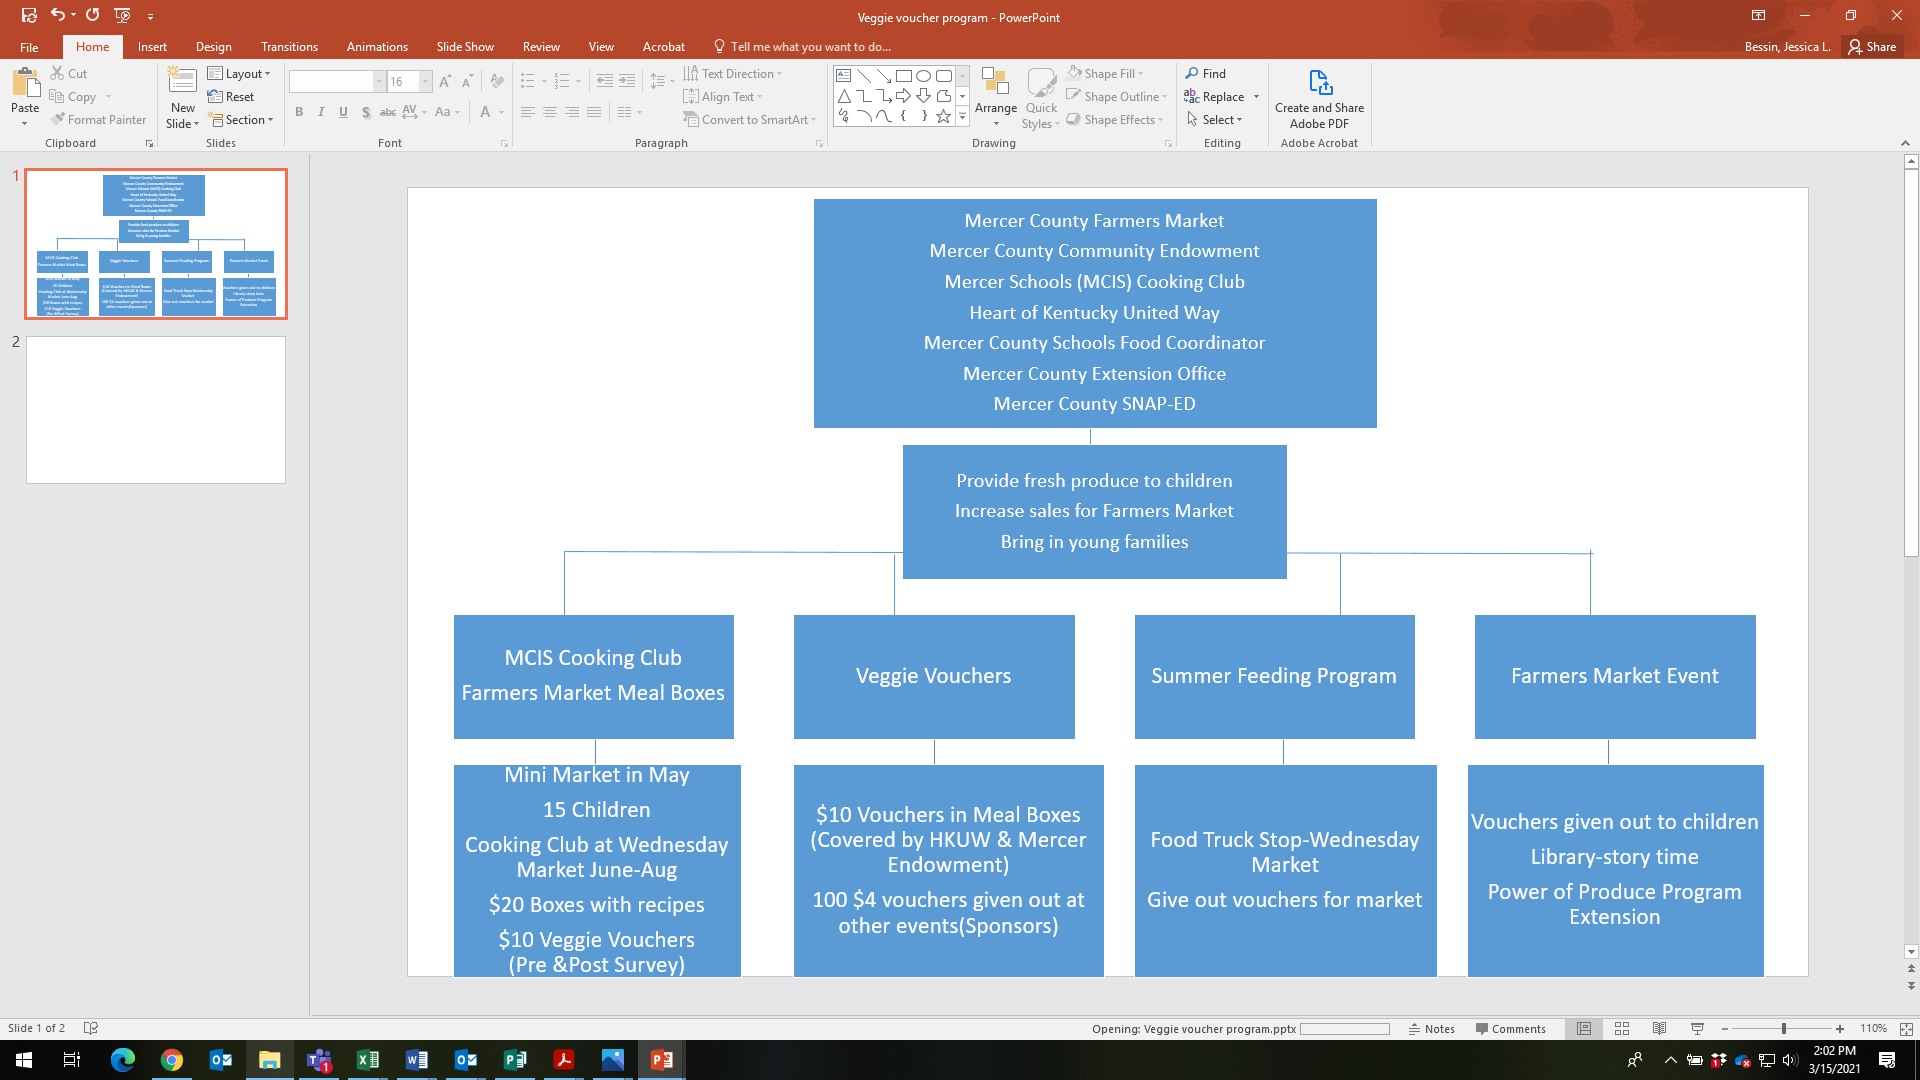 Veggie voucher program - PowerPoint
File Home Insert Design Transitions Animations Slide Show Review View Acrobat Tell me what you want to do...
Bessin, Jessica L. Share
Paste
Cut
Copy
Format Painter
Clipboard
New Slide
Layout
Reset
Section
Slides
16
B I U S abc AV Aa A
Font
Text Direction
Align Text
Convert to SmartArt
Paragraph
Arrange
Quick Styles
Shape Fill
Shape Outline
Shape Effects
Drawing
Find
Replace
Select
Editing
Create and Share
Adobe PDF
Adobe Acrobat
1
2
Mercer County Farmers Market
Mercer County Community Endowment
Mercer Schools (MCIS) Cooking Club
Heart of Kentucky United Way
Mercer County Schools Food Coordinator
Mercer County Extension Office
Mercer County SNAP-ED
Provide fresh produce to children
Increase sales for Farmers Market
Bring in young families
MCIS Cooking Club
Farmers Market Meal Boxes
Veggie Vouchers
Summer Feeding Program
Farmers Market Event
Mini Market in May
15 Children
Cooking Club at Wednesday
Market June-Aug
$20 Boxes with recipes
$10 Veggie Vouchers
(Pre &Post Survey)
$10 Vouchers in Meal Boxes
(Covered by HKUW & Mercer
Endowment)
100 $4 vouchers given out at
other events(Sponsors)
Food Truck Stop-Wednesday
Market
Give out vouchers for market
Vouchers given out to children
Library-story time
Power of Produce Program
Extension
Slide 1 of 2
Opening: Veggie voucher program.pptx
Notes
Comments
110%
2:02 PM
3/15/2021